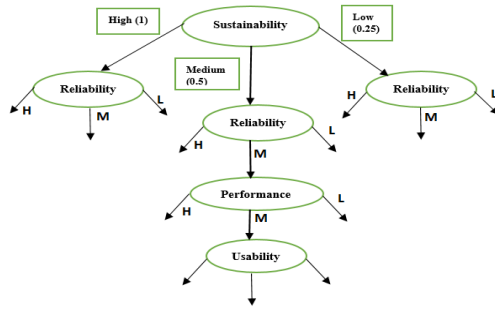 High (1)
Sustainability
Low
(0.25)
Medium
(0.5)
Reliability
Reliability
H
M
L
H
M
L
Reliability
H
M
L
Performance
H
M
L
Usability